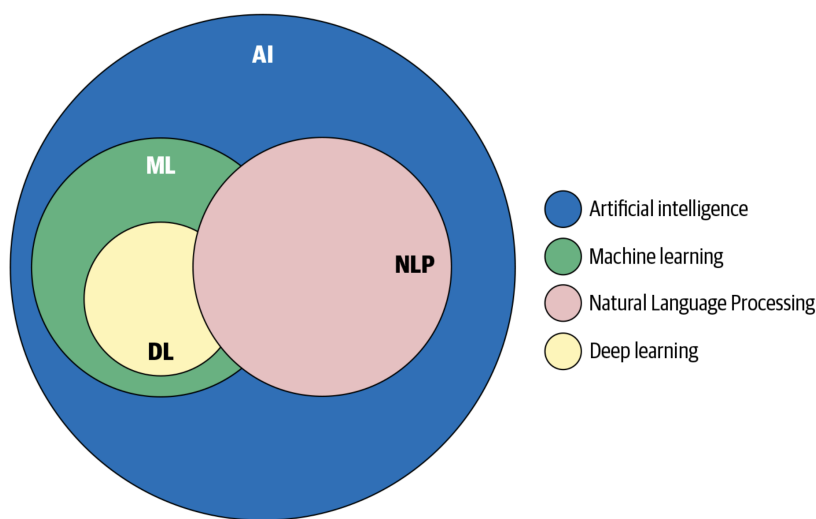 AI
ML
NLP
DL
Artificial intelligence
Machine learning
Natural Language Processing
Deep learning